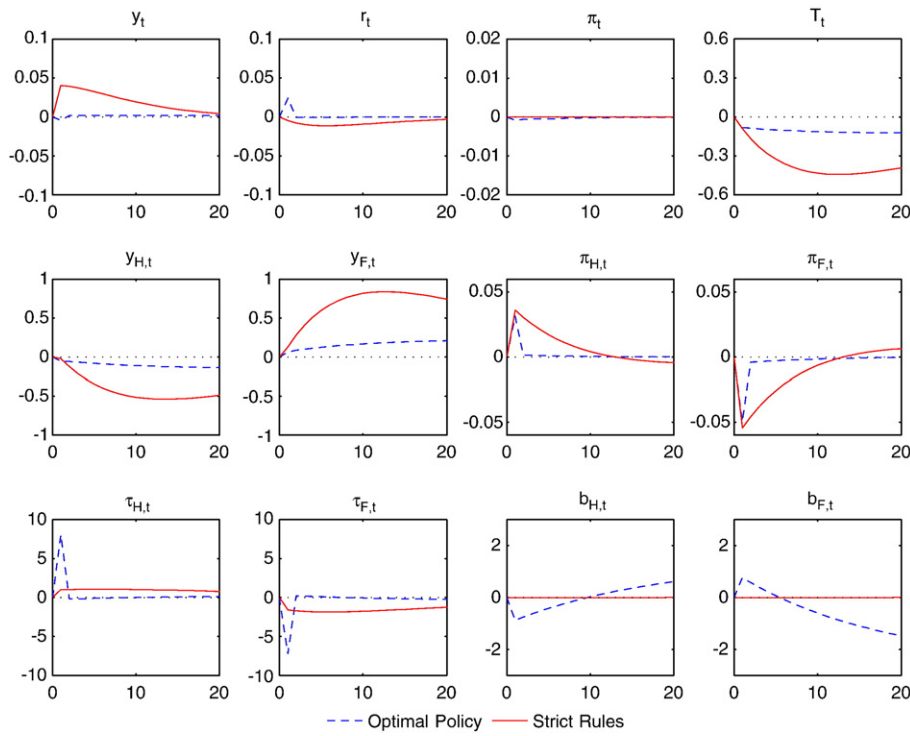 y_t r_t π_t T_t
0.1 0.1 0.02 0.6
0.05 0.05 0.01 0.3
0 0 0 0
-0.05 -0.05 -0.01 -0.3
-0.1 -0.1 -0.02 -0.6
0 10 20 0 10 20 0 10 20 0 10 20
y_{H,t} y_{F,t} π_{H,t} π_{F,t}
1 1
0.5 0.5 0.05 0.05
0 0 0 0
-0.5 -0.5 -0.05 -0.05
-1 -1
0 10 20 0 10 20 0 10 20 0 10 20
τ_{H,t} τ_{F,t} b_{H,t} b_{F,t}
10 10
5 5 2 2
0 0 0 0
-5 -5 -2 -2
-10 -10
0 10 20 0 10 20 0 10 20 0 10 20
Optimal Policy Strict Rules